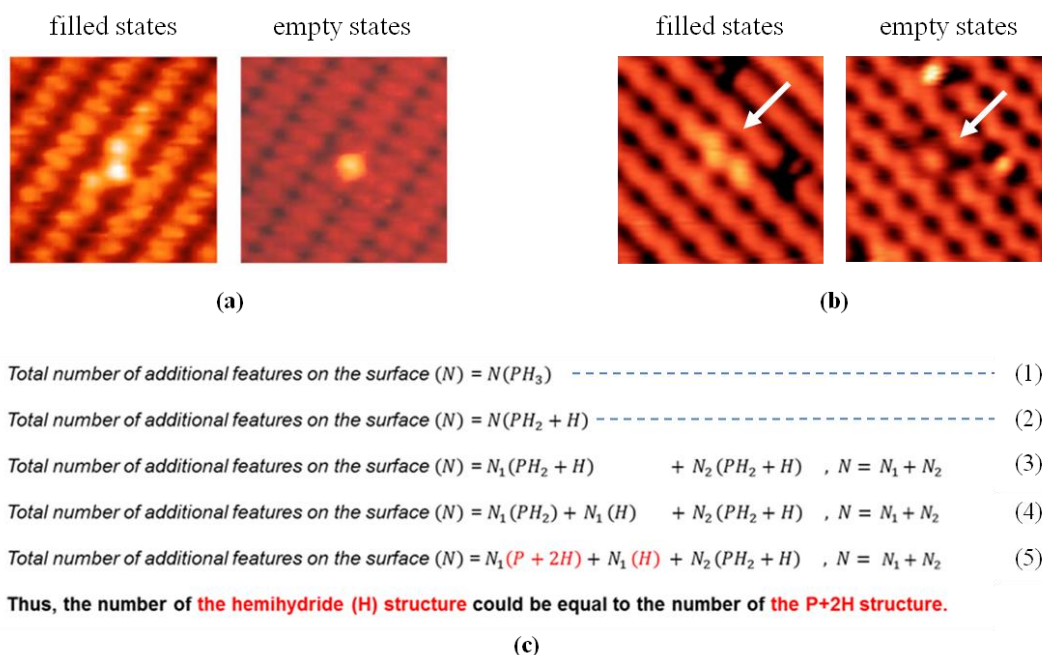 filled states empty states filled states empty states
(a) (b)
Total number of additional features on the surface (N) = N(PH₃) (1)
Total number of additional features on the surface (N) = N(PH₂ + H) (2)
Total number of additional features on the surface (N) = N₁(PH₂ + H) + N₂(PH₂ + H) , N = N₁ + N₂ (3)
Total number of additional features on the surface (N) = N₁(PH₂) + N₁(H) + N₂(PH₂ + H) , N = N₁ + N₂ (4)
Total number of additional features on the surface (N) = N₁(P + 2H) + N₁(H) + N₂(PH₂ + H) , N = N₁ + N₂ (5)
Thus, the number of the hemihydride (H) structure could be equal to the number of the P+2H structure.
(c)